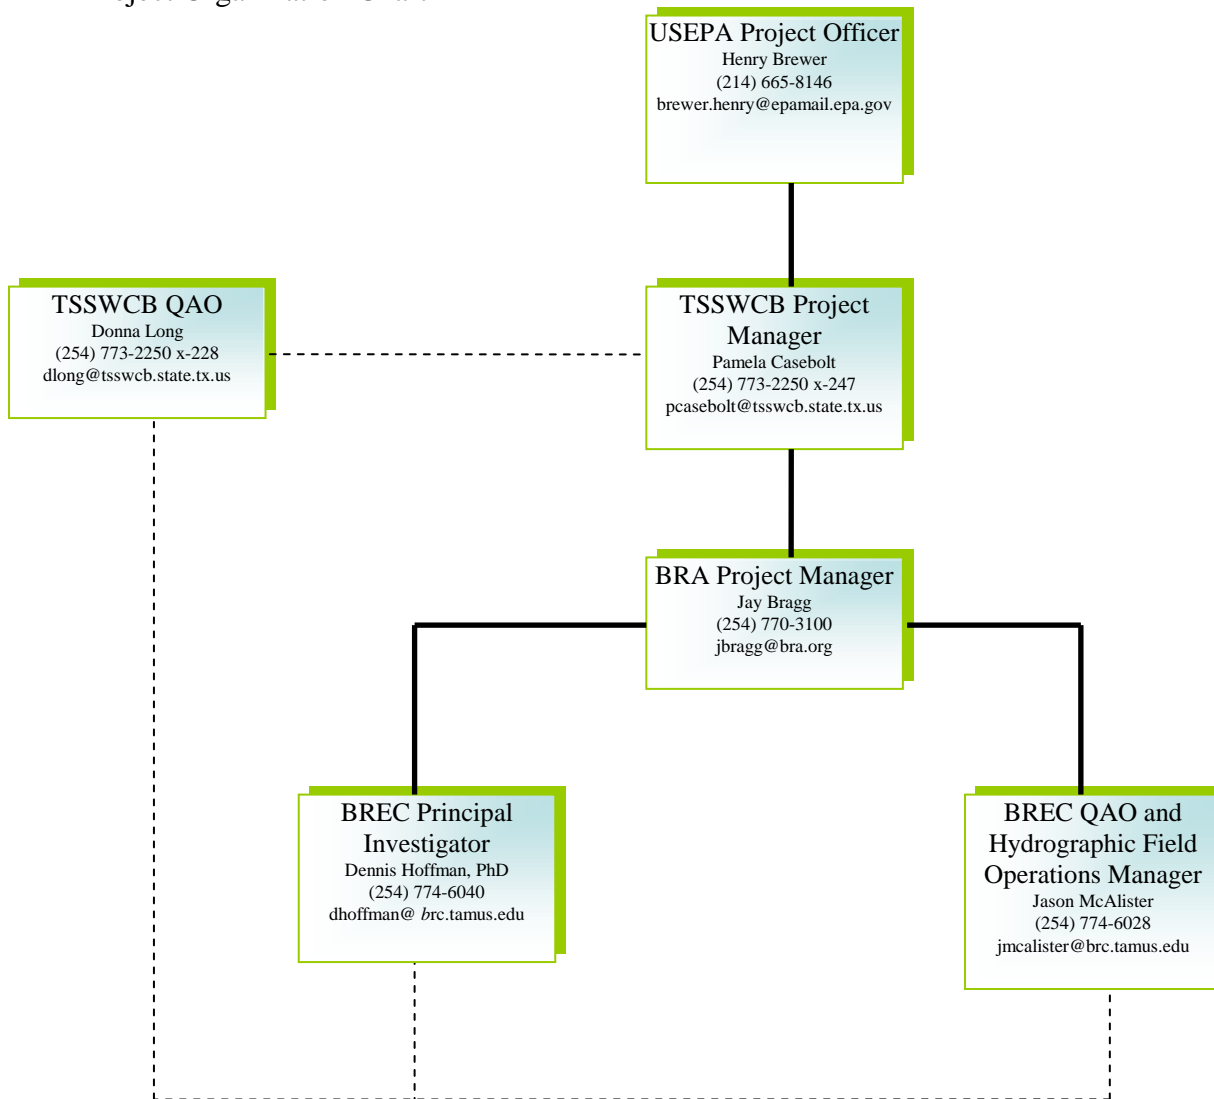 USEPA Project Officer
Henry Brewer
(214) 665-8146
brewer.henry@epamail.epa.gov
TSSWCB QAO
Donna Long
(254) 773-2250 x-228
dlong@tsswcb.state.tx.us
TSSWCB Project
Manager
Pamela Casebolt
(254) 773-2250 x-247
pcasebolt@tsswcb.state.tx.us
BRA Project Manager
Jay Bragg
(254) 770-3100
jbragg@bra.org
BREC Principal
Investigator
Dennis Hoffman, PhD
(254) 774-6040
dhoffman@ brc.tamus.edu
BREC QAO and
Hydrographic Field
Operations Manager
Jason McAlister
(254) 774-6028
jmcalister@brc.tamus.edu